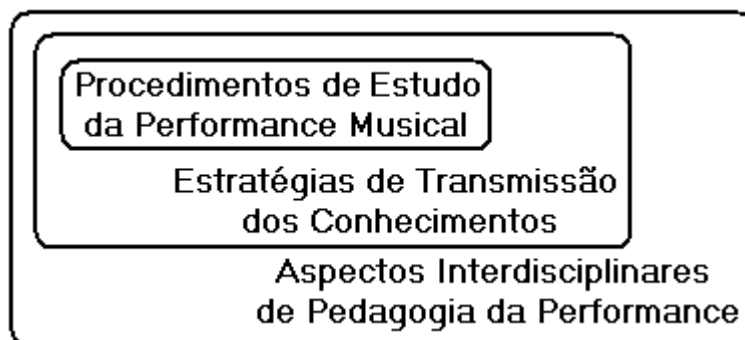 Procedimentos de Estudo
da Performance Musical
Estratégias de Transmissão
dos Conhecimentos
Aspectos Interdisciplinares
de Pedagogia da Performance